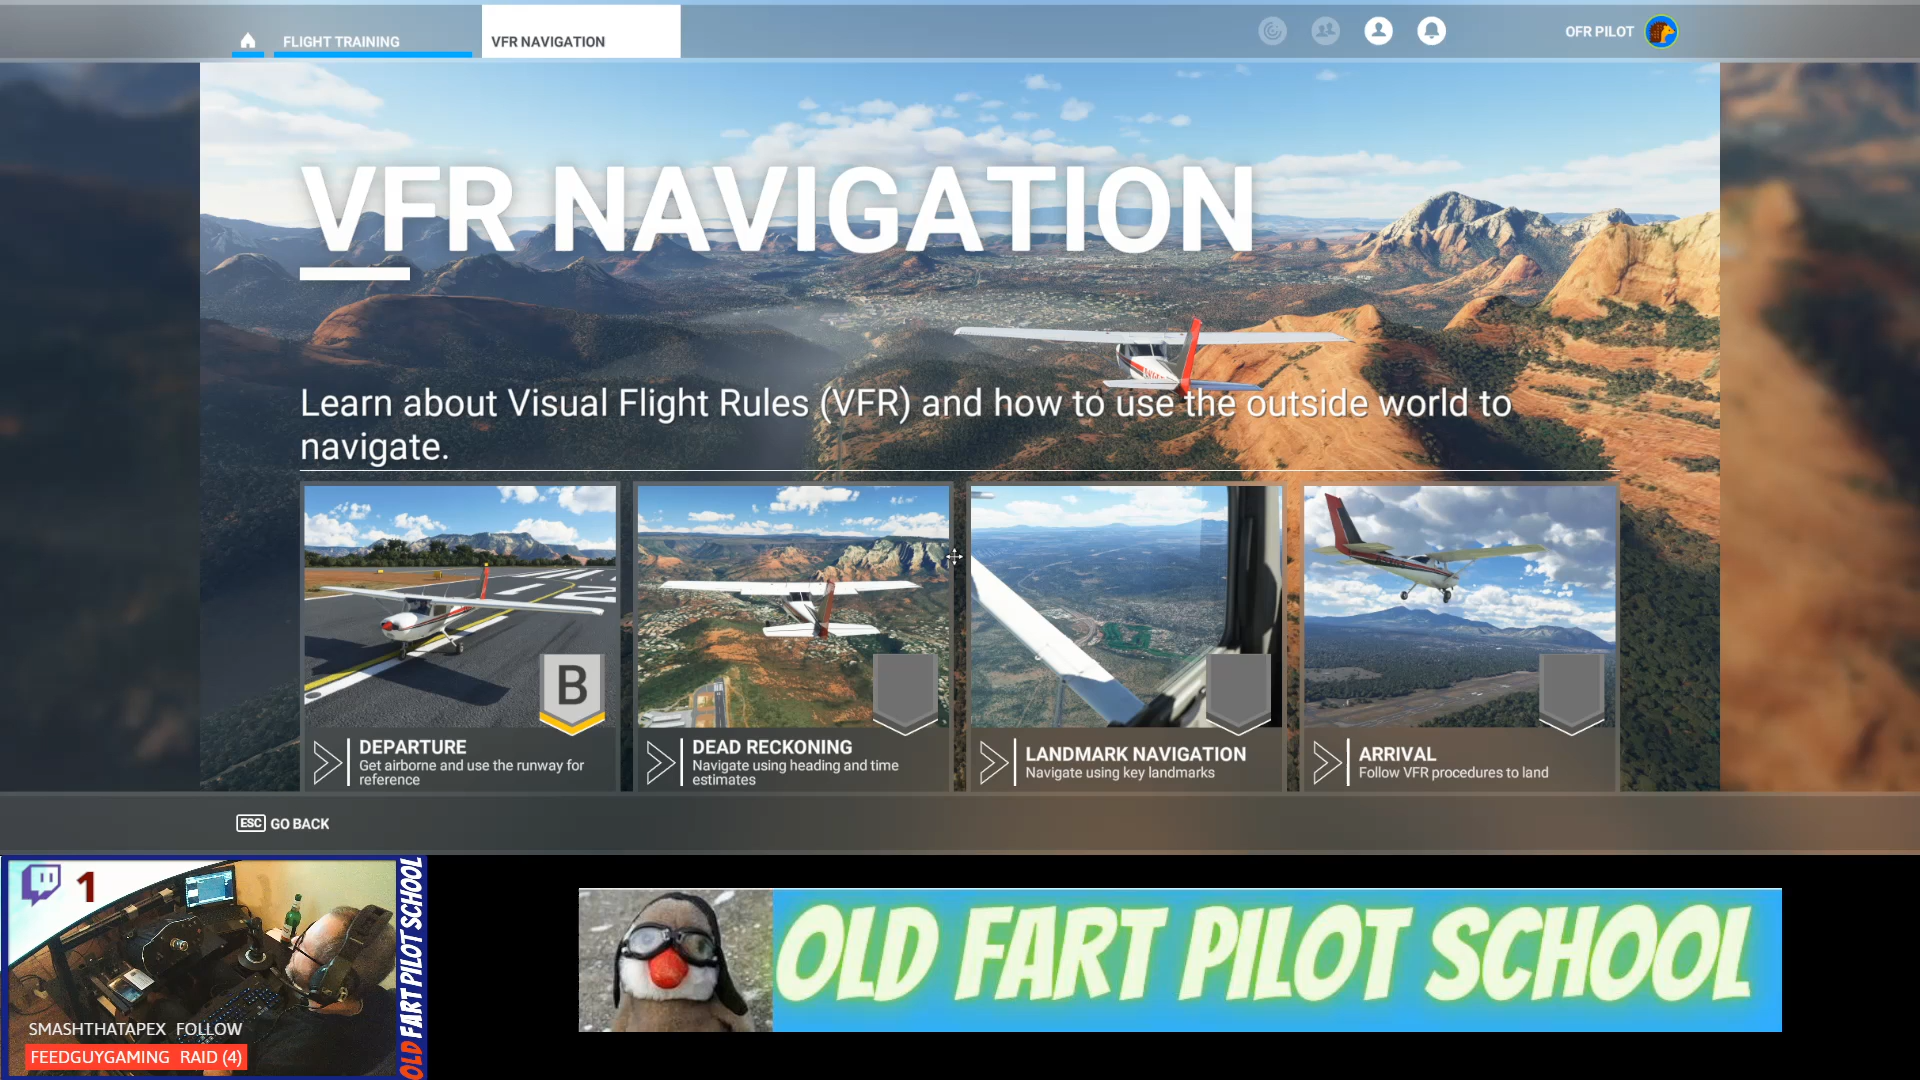 FLIGHT TRAINING
VFR NAVIGATION
OFR PILOT
VFR NAVIGATION
Learn about Visual Flight Rules (VFR) and how to use the outside world to
navigate.
B
DEPARTURE
Get airborne and use the runway for
reference
DEAD RECKONING
Navigate using heading and time
estimates
LANDMARK NAVIGATION
Navigate using key landmarks
ARRIVAL
Follow VFR procedures to land
ESC GO BACK
1
SMASHTHATAPEX FOLLOW
FEEDGUYGAMING RAID (4)
OLD FART PILOT SCHOOL
OLD FART PILOT SCHOOL